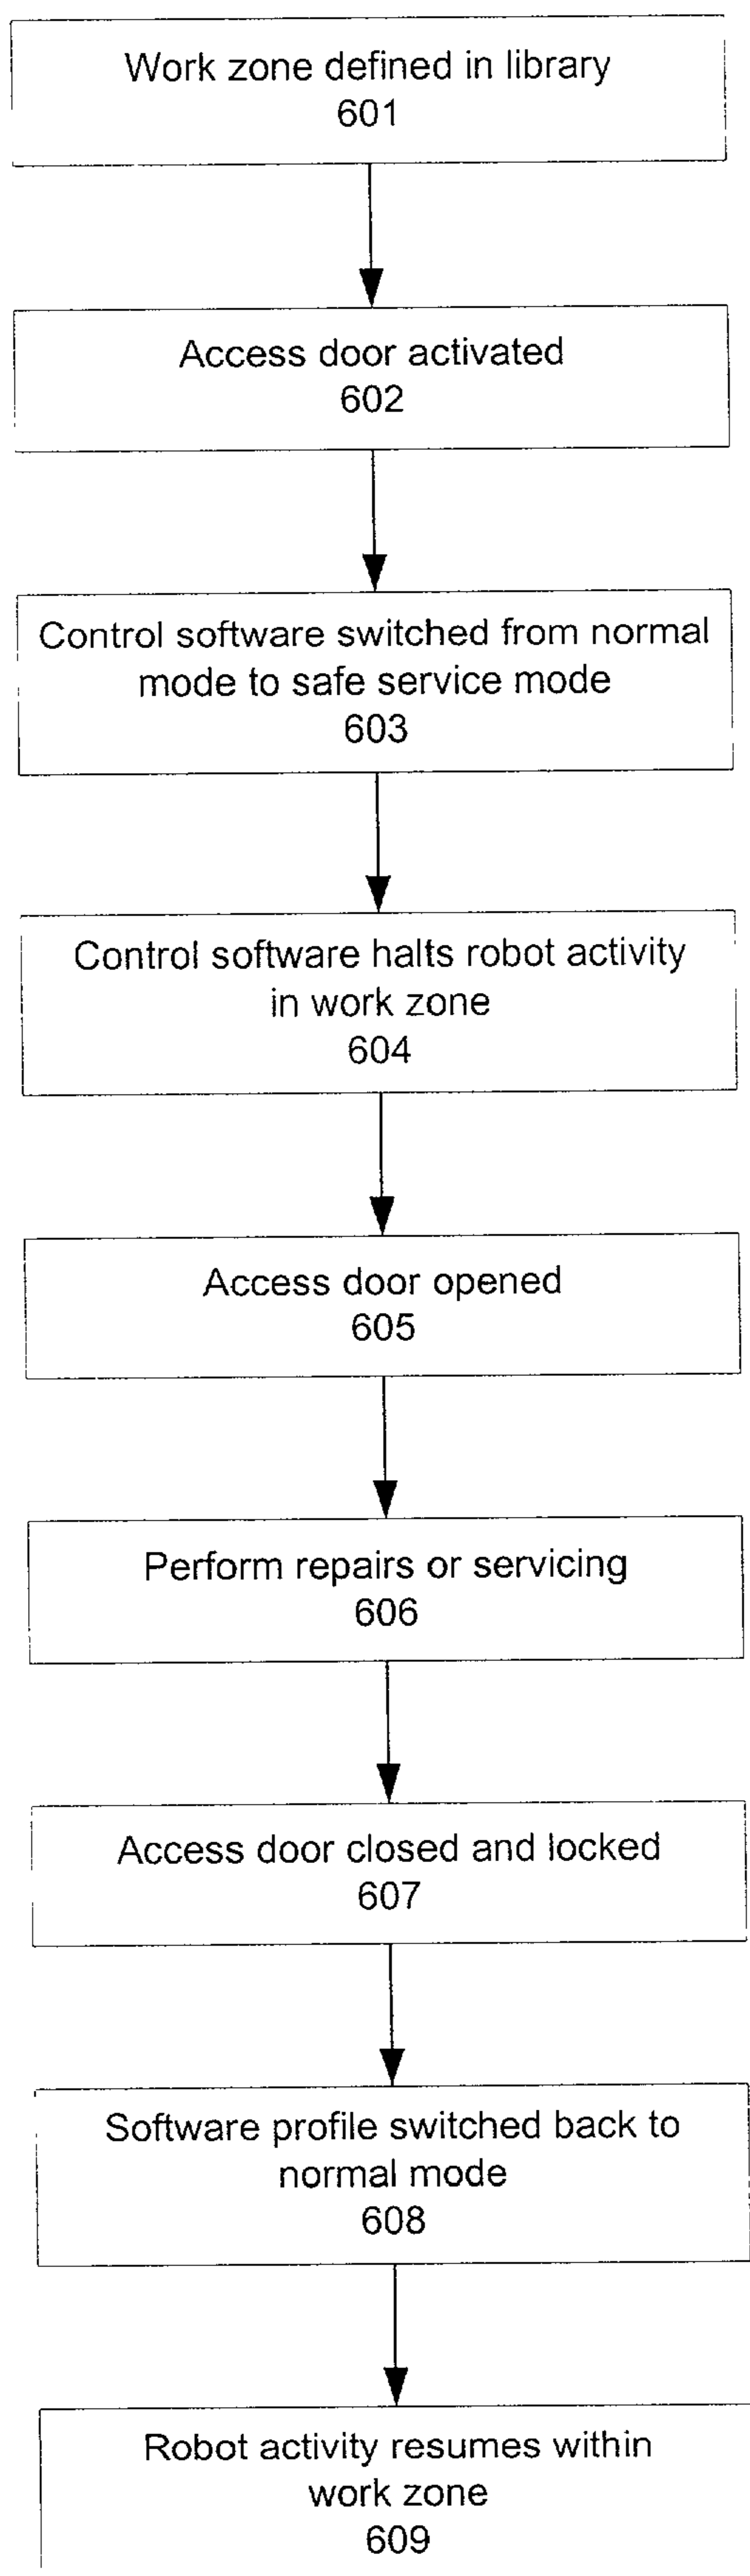 Work zone defined in library
601
Access door activated
602
Control software switched from normal
mode to safe service mode
603
Control software halts robot activity
in work zone
604
Access door opened
605
Perform repairs or servicing
606
Access door closed and locked
607
Software profile switched back to
normal mode
608
Robot activity resumes within
work zone
609